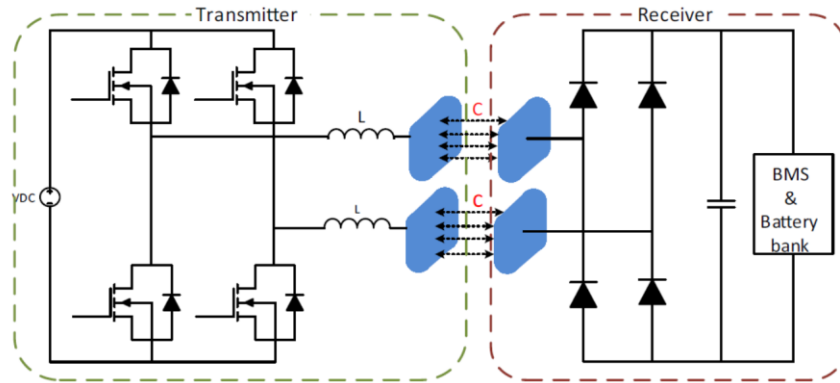 Transmitter
Receiver
L
C
VDC
L
C
BMS
&
Battery
bank